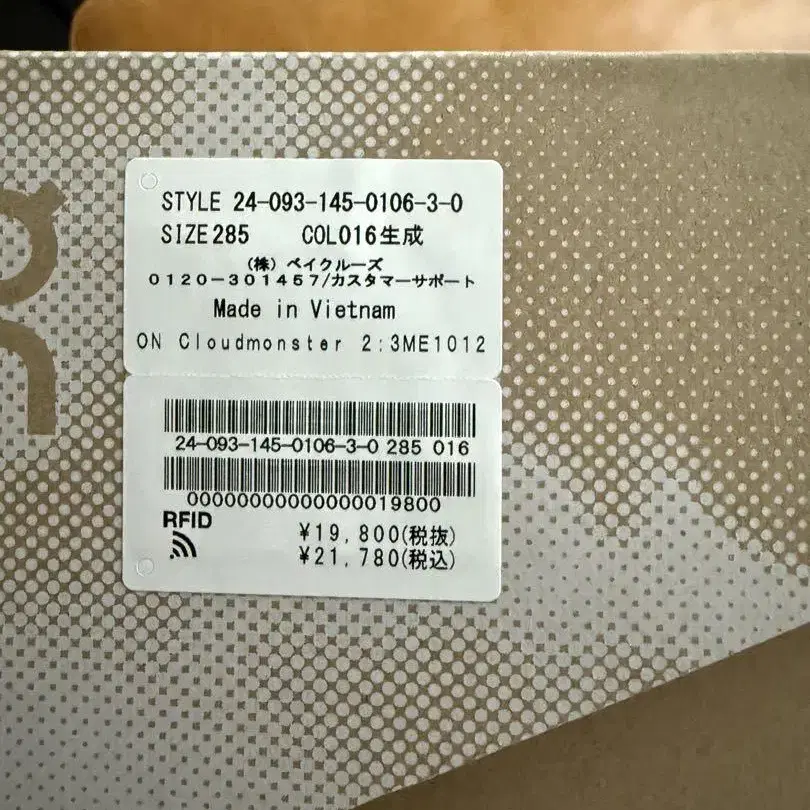 STYLE 24-093-145-0106-3-0
SIZE285 COL016生成
(株) ベイクルーズ
0120-301457/カスタマーサポート
Made in Vietnam
ON Cloudmonster 2:3ME1012
24-093-145-0106-3-0 285 016
00000000000000019800
RFID
¥19,800(税抜)
¥21,780(税込)